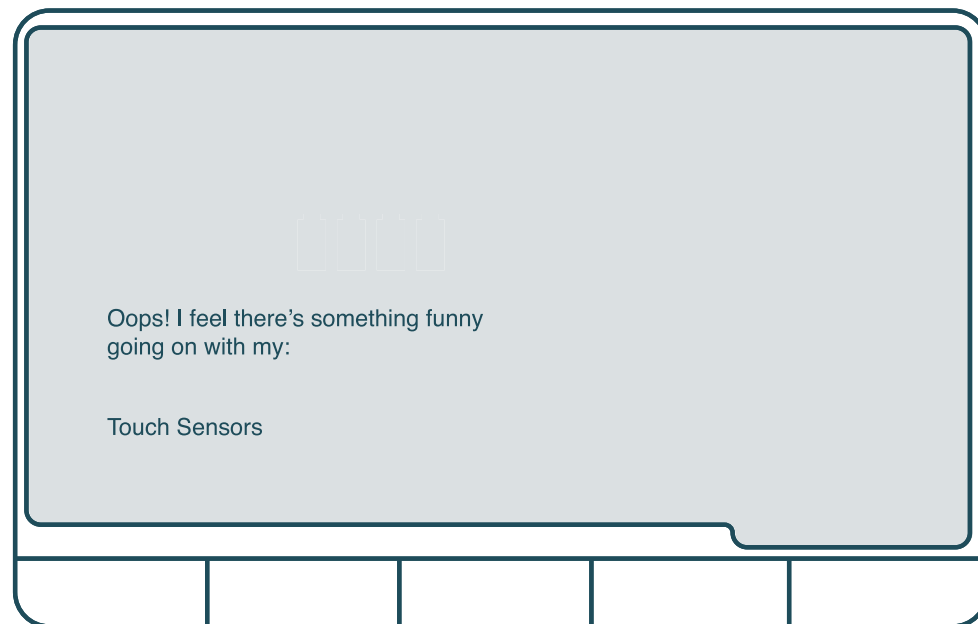 Oops! I feel there’s something funny
going on with my:
Touch Sensors